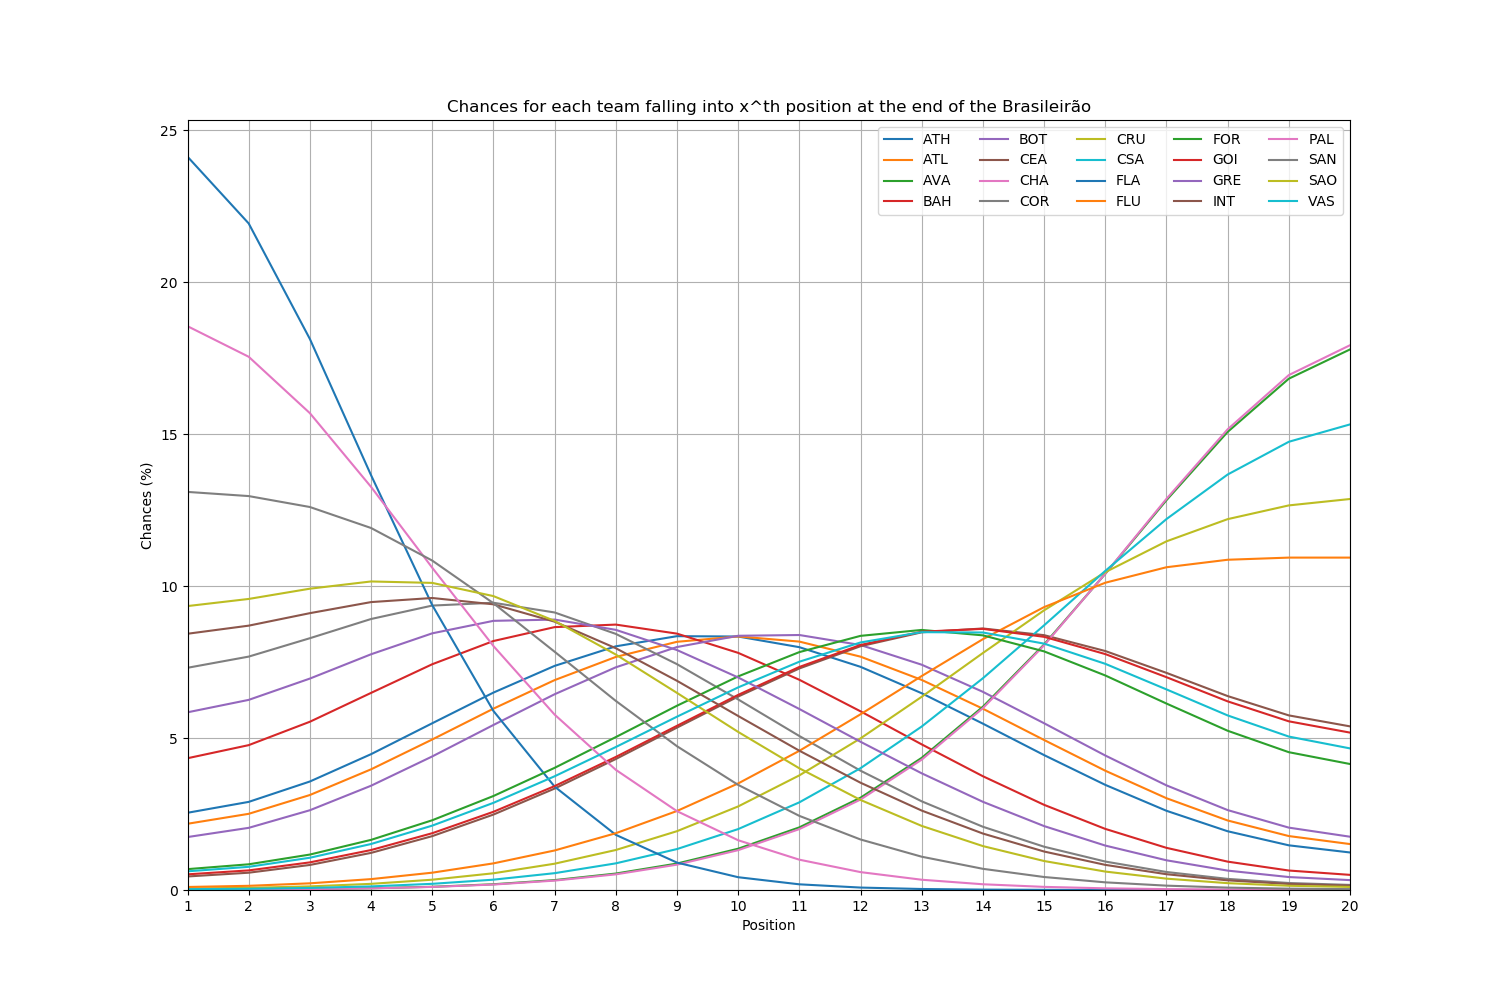 Chances for each team falling into x^th position at the end of the Brasileirão
25
20
15
10
5
0
Chances (%)
ATH BOT CRU FOR PAL
ATL CEA CSA GOI SAN
AVA CHA FLA GRE SAO
BAH COR FLU INT VAS
1 2 3 4 5 6 7 8 9 10 11 12 13 14 15 16 17 18 19 20
Position